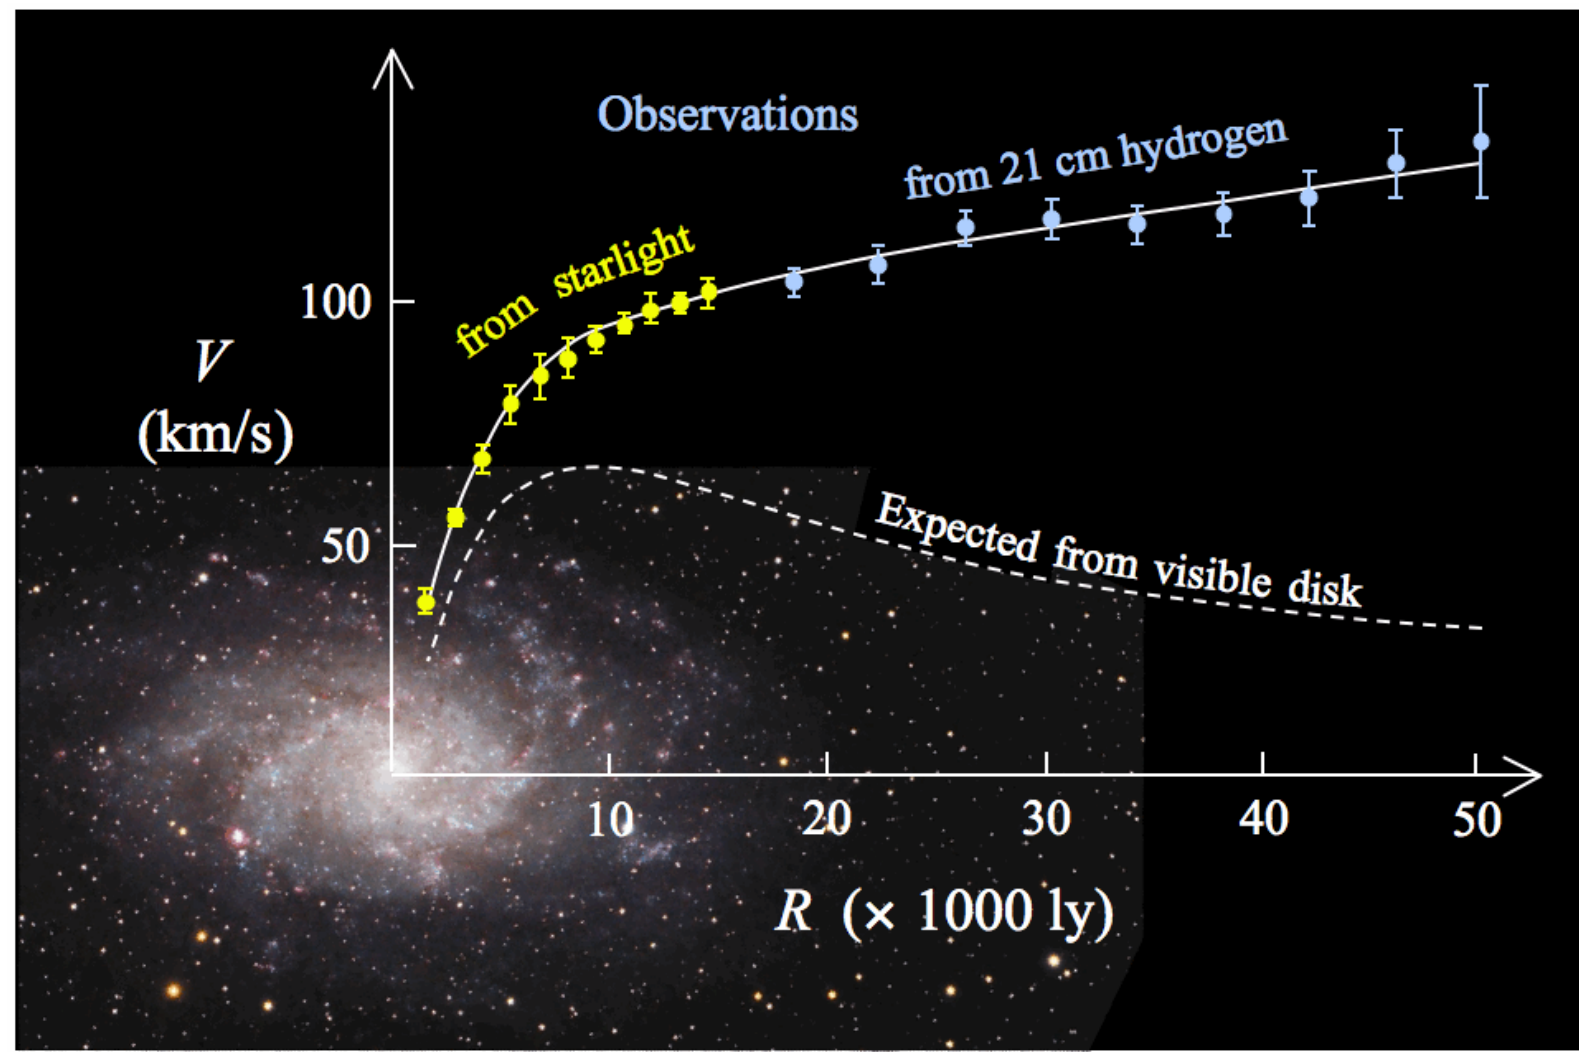 Observations
from 21 cm hydrogen
from starlight
100
V
(km/s)
50
Expected from visible disk
10 20 30 40 50
R (× 1000 ly)